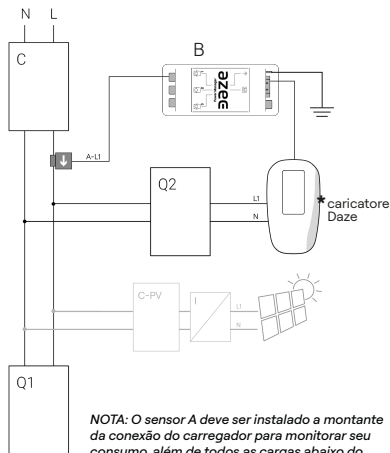 N L
C
B
daze
A-L1
Q2
L1
N
* caricatore
Daze
C-PV
I
L1
N
Q1
NOTA: O sensor A deve ser instalado a montante
da conexão do carregador para monitorar seu
consumo, além de todos as cargas abaixo do